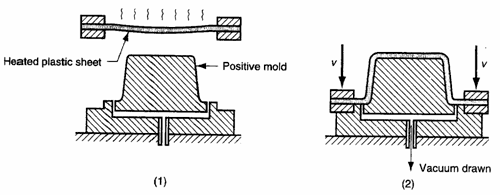 Heated plastic sheet
Positive mold
v
v
Vacuum drawn
(1)
(2)